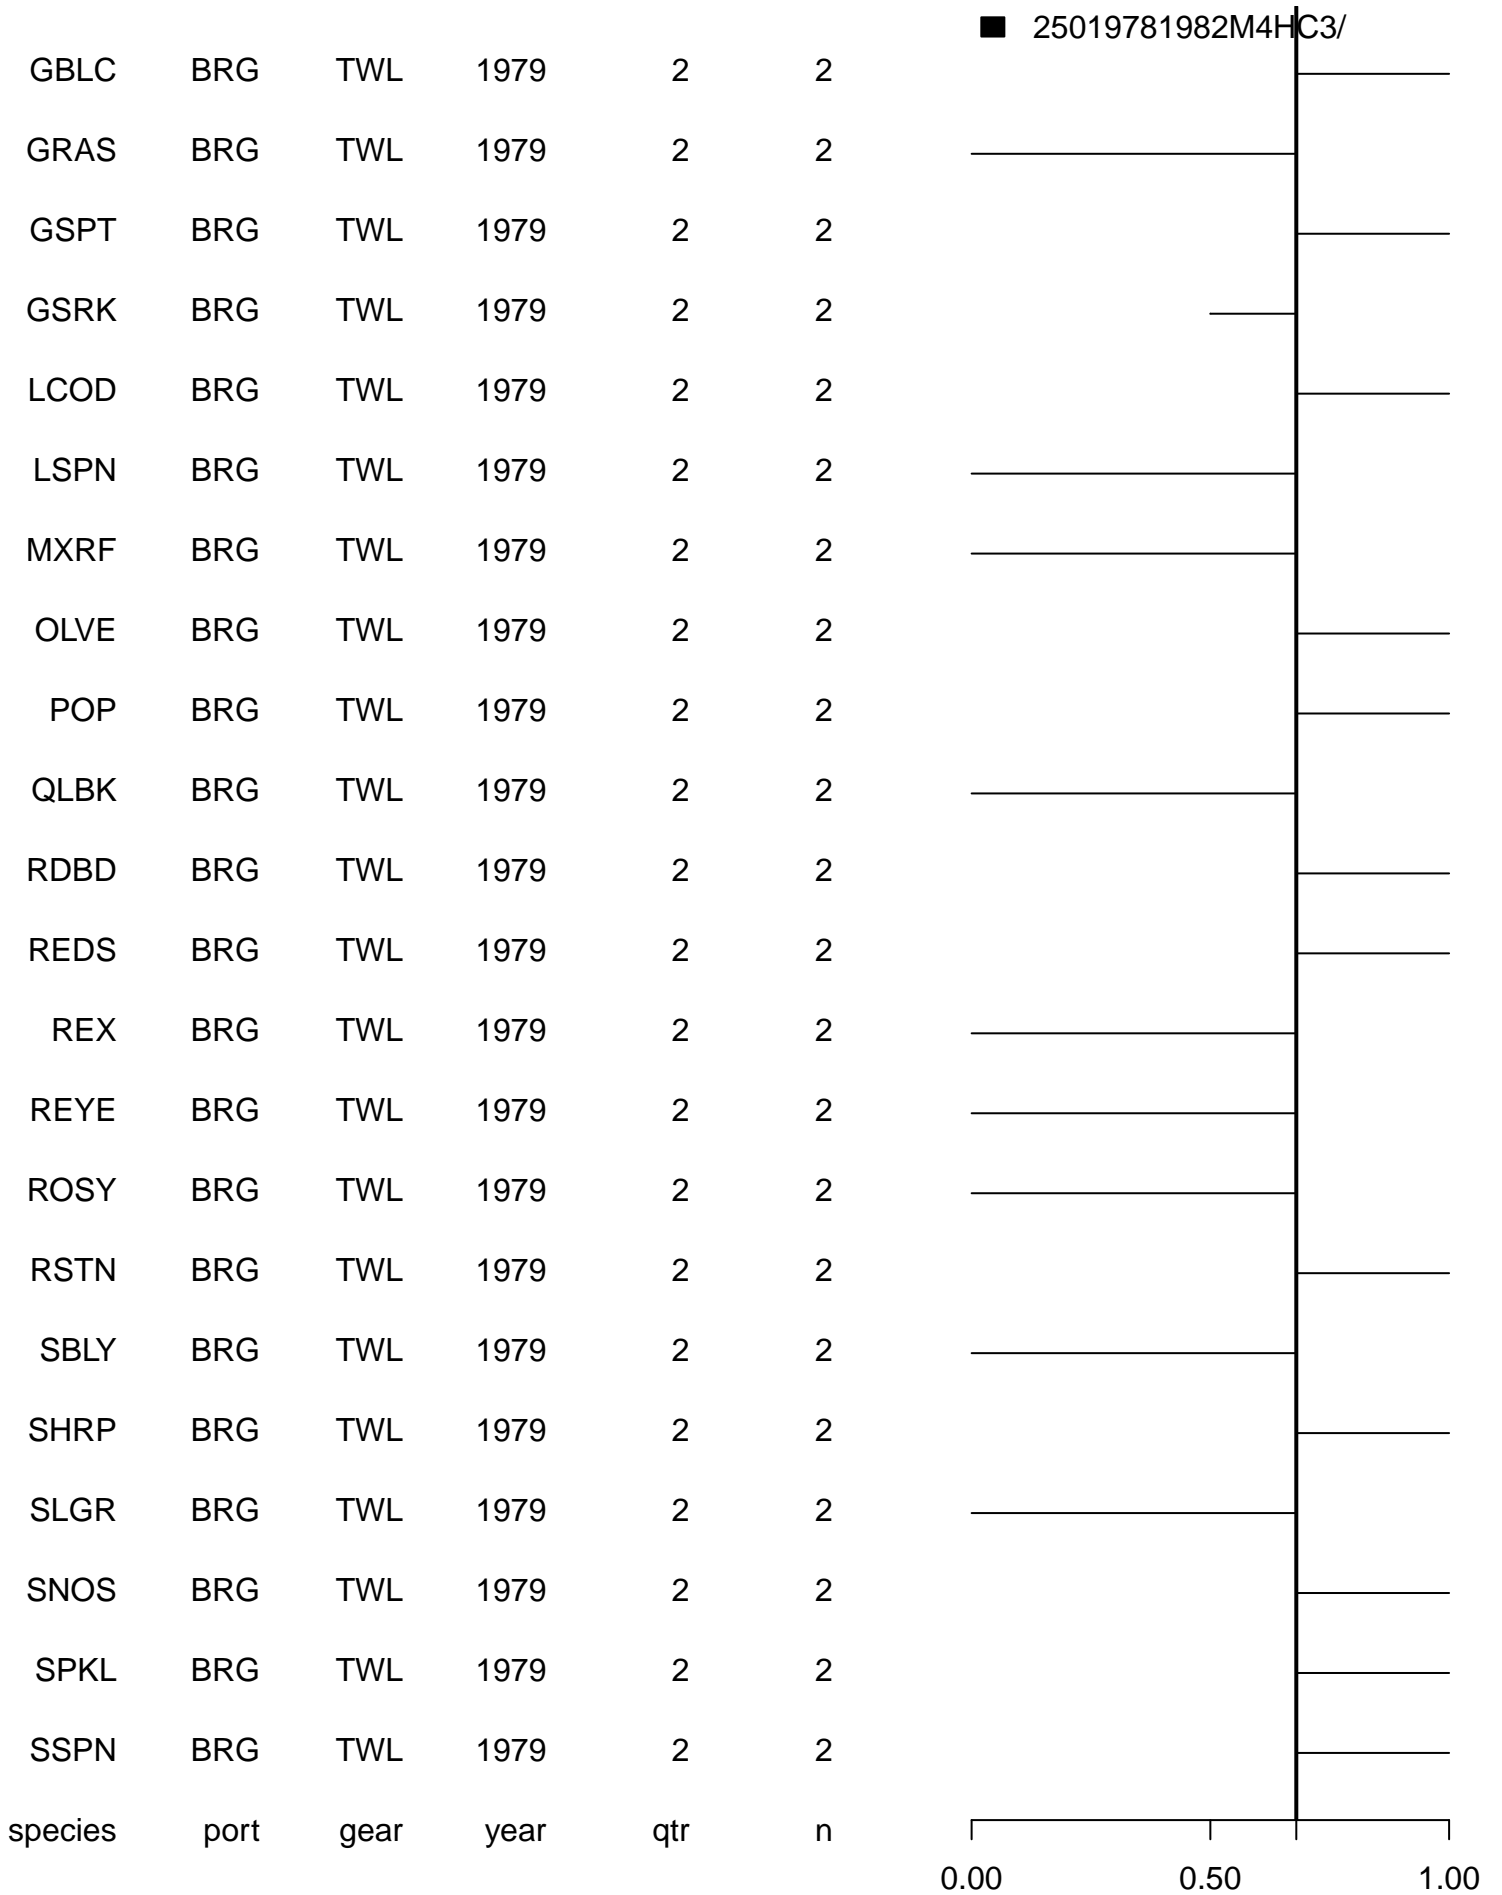 25019781982M4HC3/
GBLC BRG TWL 1979 2 2
GRAS BRG TWL 1979 2 2
GSPT BRG TWL 1979 2 2
GSRK BRG TWL 1979 2 2
LCOD BRG TWL 1979 2 2
LSPN BRG TWL 1979 2 2
MXRF BRG TWL 1979 2 2
OLVE BRG TWL 1979 2 2
POP BRG TWL 1979 2 2
QLBK BRG TWL 1979 2 2
RDBD BRG TWL 1979 2 2
REDS BRG TWL 1979 2 2
REX BRG TWL 1979 2 2
REYE BRG TWL 1979 2 2
ROSY BRG TWL 1979 2 2
RSTN BRG TWL 1979 2 2
SBLY BRG TWL 1979 2 2
SHRP BRG TWL 1979 2 2
SLGR BRG TWL 1979 2 2
SNOS BRG TWL 1979 2 2
SPKL BRG TWL 1979 2 2
SSPN BRG TWL 1979 2 2
species port gear year qtr n
0.00 0.50 1.00